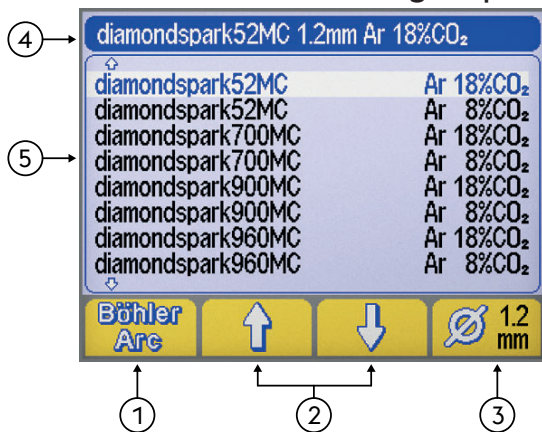 ④
diamondspark52MC 1.2mm Ar 18%CO₂
⑤
diamondspark52MC Ar 18%CO₂
diamondspark52MC Ar 8%CO₂
diamondspark700MC Ar 18%CO₂
diamondspark700MC Ar 8%CO₂
diamondspark900MC Ar 18%CO₂
diamondspark900MC Ar 8%CO₂
diamondspark960MC Ar 18%CO₂
diamondspark960MC Ar 8%CO₂
Böhler
Arc
Ø 1.2
mm
① ② ③